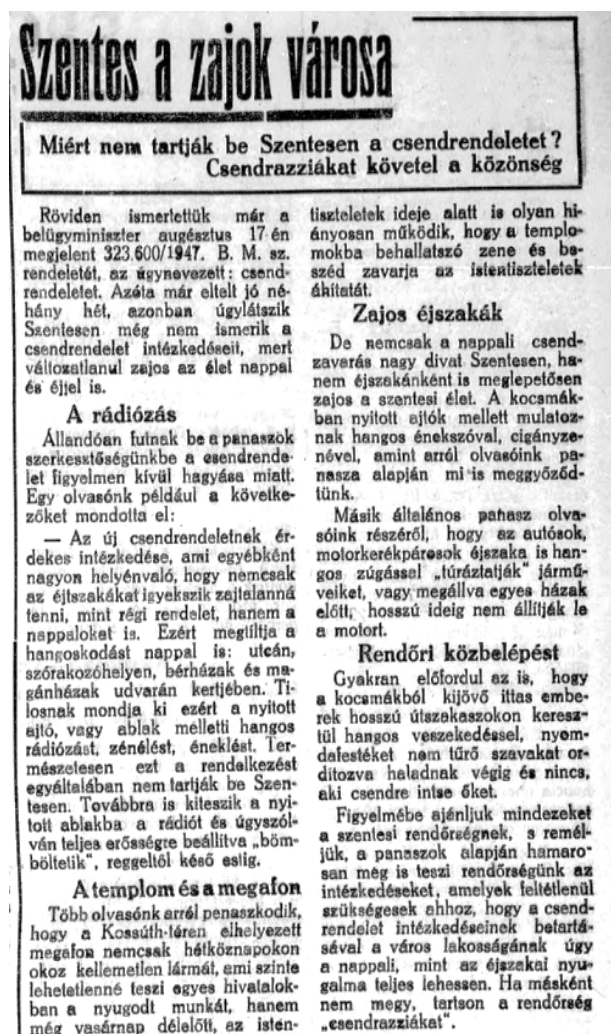 Szentes a zajok városa
Miért nem tartják be Szentesen a csendrendeletet?
Csendrazziákat követel a közönség
Röviden ismertettük már a
belügyminiszter augésztus 17-én
megjelent 323.600/1947. B. M. sz.
rendeletét, az úgynevezett: csend-
rendeletet. Azóta már eltelt jó né-
hány hét, azonban úgylátszik
Szentesen még nem ismerik a
csendrendelet intézkedéseit, mert
változatlanul zajos az élet nappal
és éjjel is.
A rádiózás
Állandóan futnak be a panaszok
szerkesztőségünkbe a csendrende-
let figyelmen kívül hagyása miatt.
Egy olvasónk például a követke-
zőket mondotta el:
— Az új csendrendeletnek ér-
dekes intézkedése, ami egyébként
nagyon helyénvaló, hogy nemcsak
az éjtszakákat igyekszik zajtalanná
tenni, mint régi rendelet, hanem a
nappaloket is. Ezért megtiltja a
hangoskodást nappal is: utcán,
szórakozóhelyen, bérházak és ma-
gánházak udvarán kertjében. Ti-
losnak mondja ki ezért a nyitott
ajtó, vagy ablak melletti hangos
rádiózást, zénélést, éneklést. Ter-
mészetesen ezt a rendelkezést
egyáltalában nem tartják be Szen-
tesen. Továbbra is kiteszik a nyi-
tott ablakba a rádiót és úgyszól-
ván teljes erősségre beállítva „böm-
böltetik“, reggeltől késő estig.
A templom és a megafon
Több olvasónk arról penaszkodik,
hogy a Kossúth-téren elhelyezett
megafon nemcsak hétköznapokon
okoz kellemetlen lármát, ami szinte
lehetetlenné teszi egyes hivatalok-
ban a nyugodt munkát, hanem
még vasárnap délelőtt, az isten-
tiszteletek ideje alatt is olyan hi-
ányosan működik, hogy a templo-
mokba behallatszó zene és be-
széd zavarja az istentiszteletek
áhitatát.
Zajos éjszakák
De nemcsak a nappali csend-
zavarás nagy divat Szentesen, ha-
nem éjszakánként is meglepetősen
zajos a szentesi élet. A kocsmák-
ban nyitott ajtók mellett mulatoz-
nak hangos énekszóval, cigányze-
névél, amint arról olvasóink pa-
nasza alapján mi is meggyőződ-
tünk.
Másik általános panasz olva-
sóink részéről, hogy az autósok,
motorkerékpárosok éjszaka is han-
gos zúgással „túráztatják“ jármű-
veiket, vagy megállva egyes házak
előtt, hosszú ideig nem állítják le
a motort.
Rendőri közbelépést
Gyakran előfordul az is, hogy
a kocsmákból kijövő ittas embe-
rek hosszú útszakaszokon keresz-
tül hangos veszekedéssel, nyom-
dafestéket nem tűrő szavakat or-
ditozva haladnak végig és nincs,
aki csendre intse őket.
Figyelmébe ajénljuk mindezeket
a szentesi rendőrségnek, s remél-
jük, a panaszok alapján hamaro-
san meg is teszi rendőrségünk az
intézkedéseket, amelyek feltétlenül
szükségesek ahhoz, hogy a csend-
rendelet intézkedéseinek betartá-
sával a város lakosságának úgy
a nappali, mint az éjszakai nyu-
galma teljes lehessen. Ha másként
nem megy, tartson a rendőrség
„csendrazziákat“.